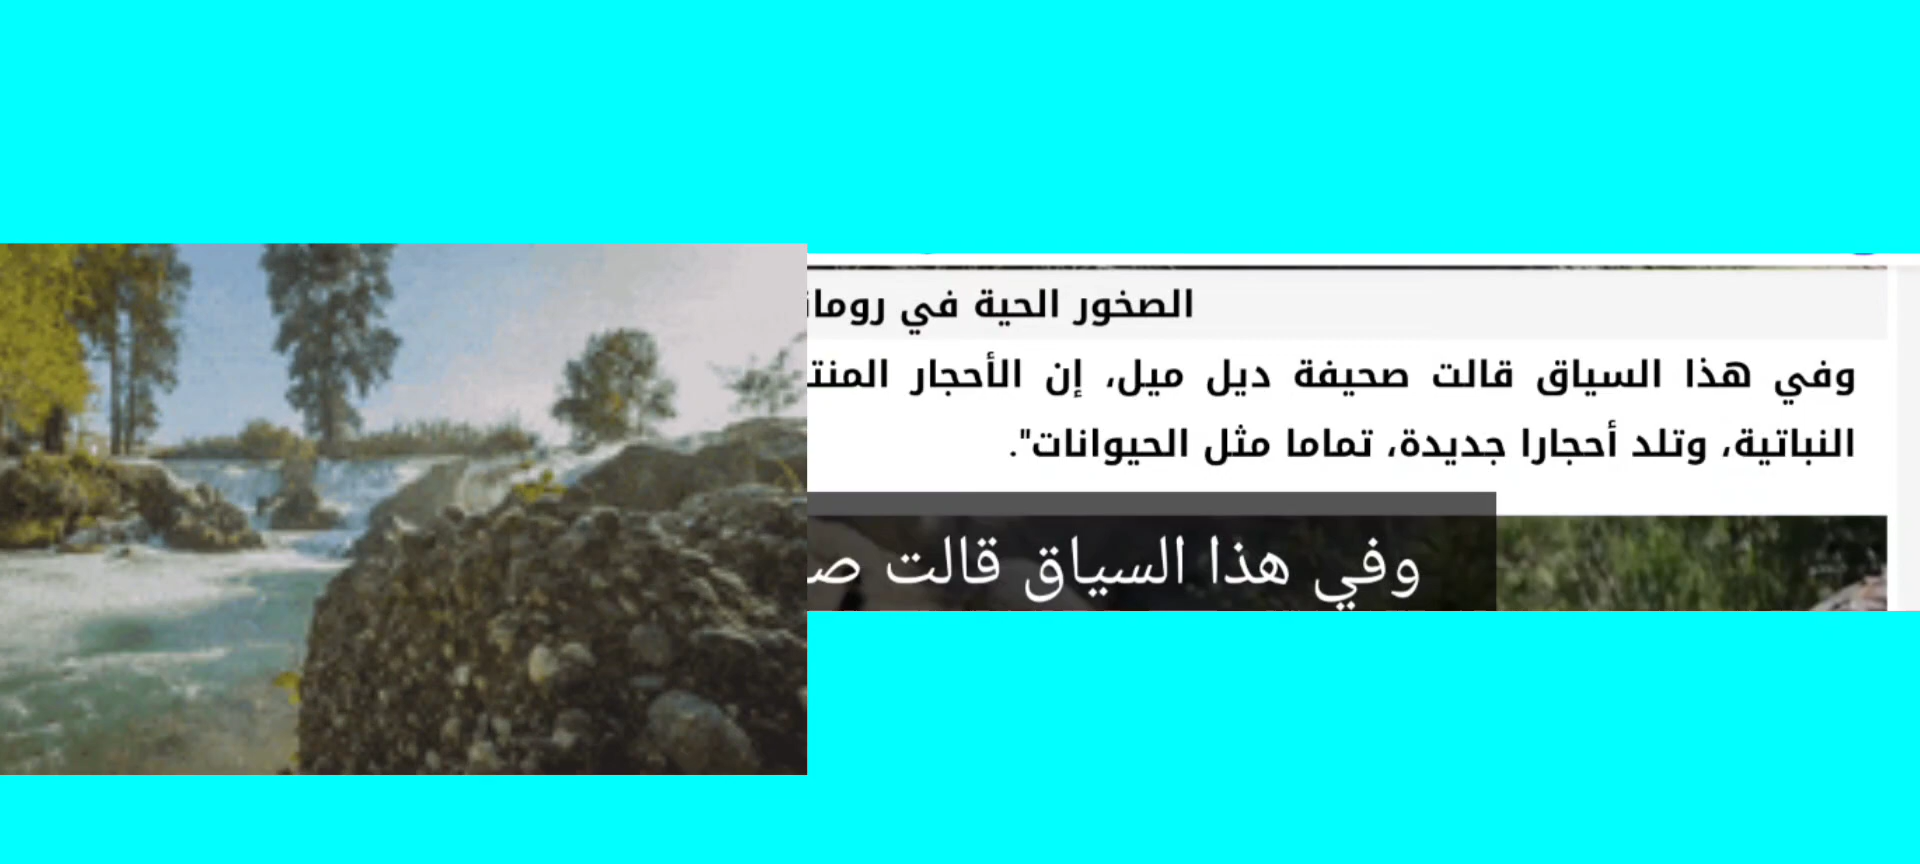 الصخور الحية في
وفي هذا السياق قالت صحيفة ديل ميل، إن الأحجار
النباتية، وتلد أحجارا جديدة، تماما مثل الحيوانات".
وفي هذا السياق قالت